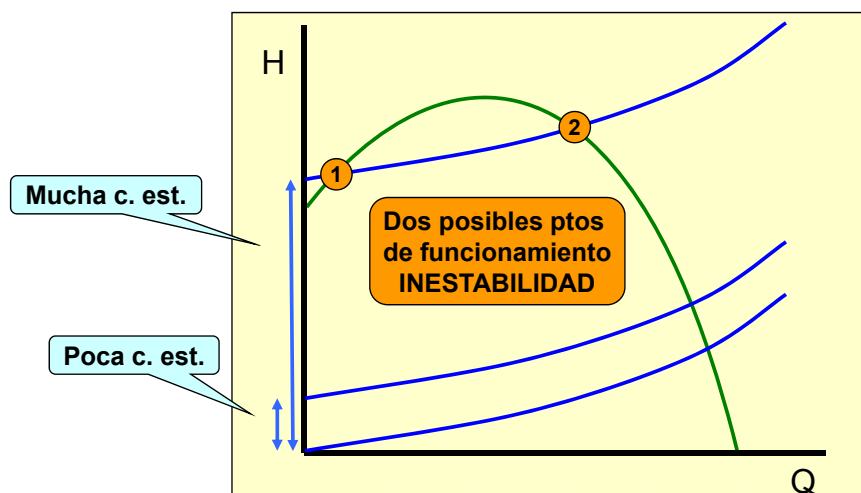 H
1
2
Mucha c. est.
Dos posibles ptos
de funcionamiento
INESTABILIDAD
Poca c. est.
Q